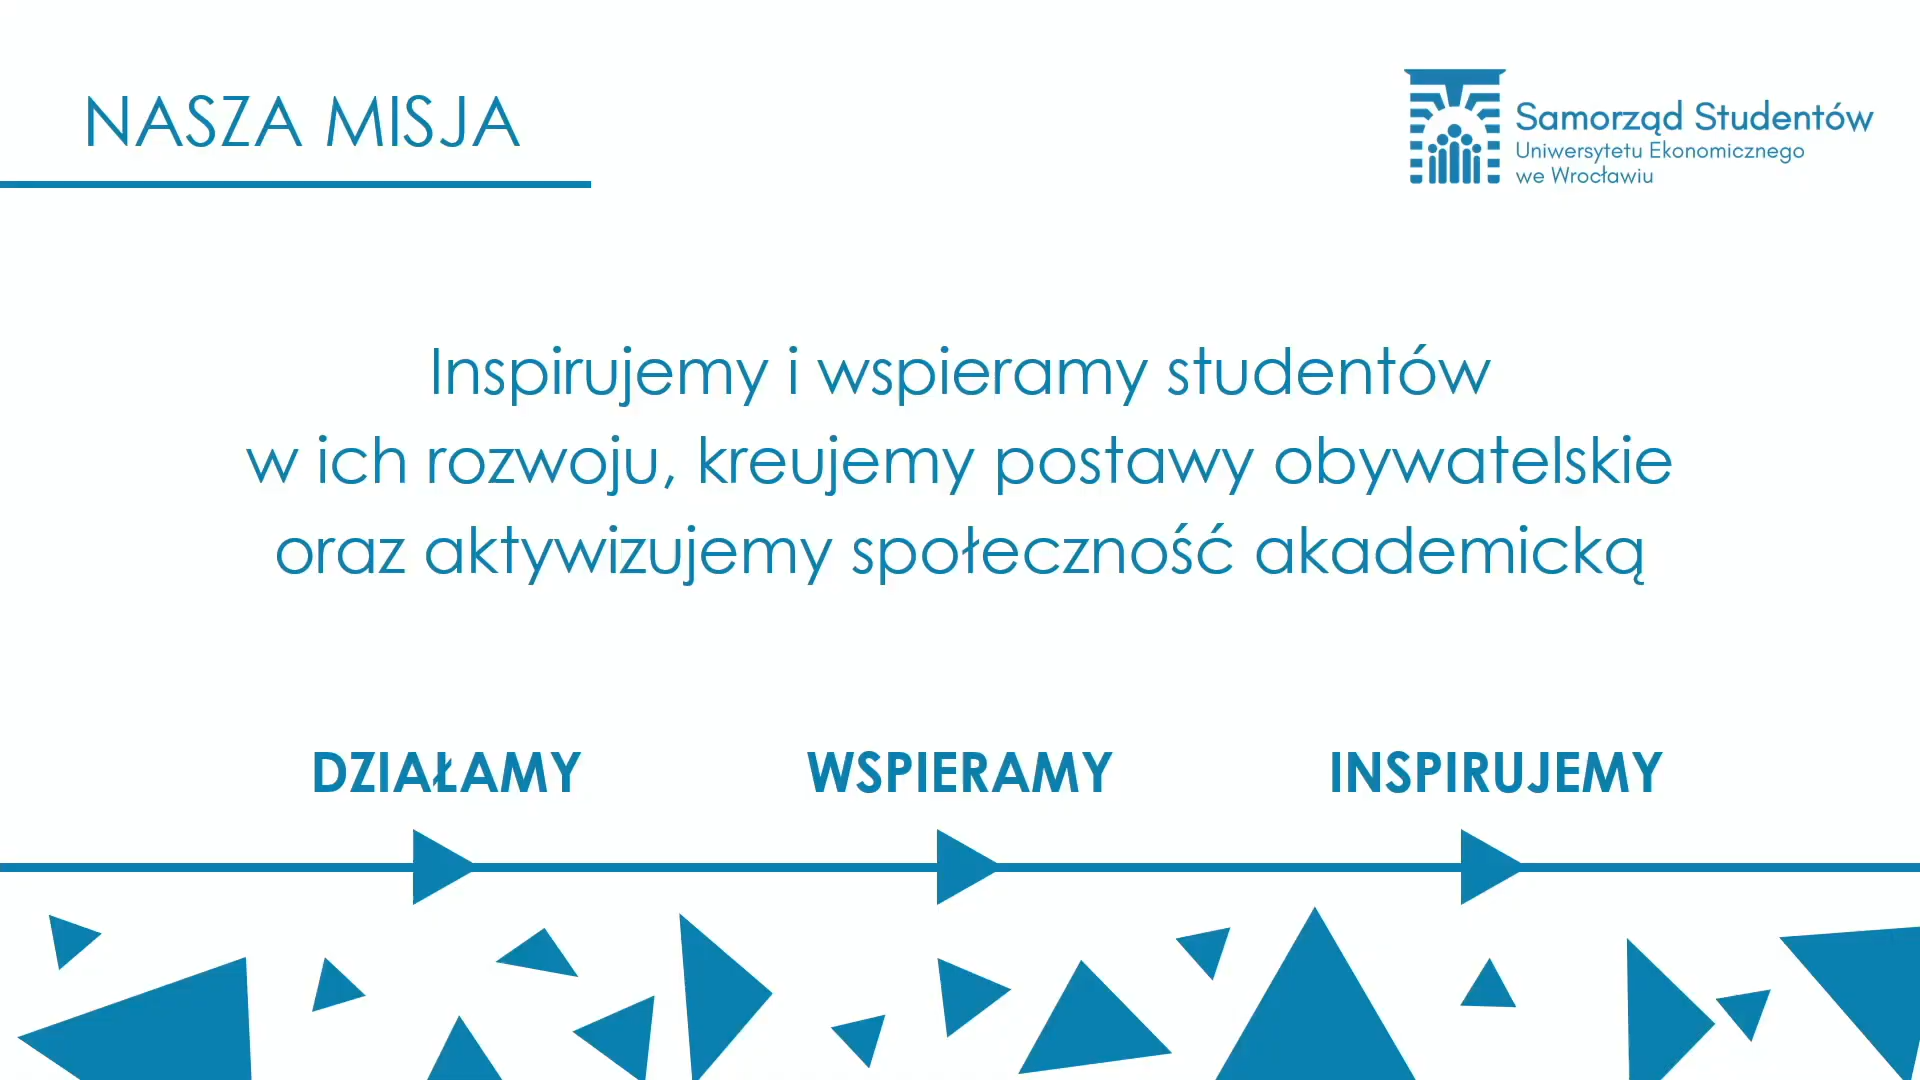 NASZA MISJA
Samorząd Studentów
Uniwersytetu Ekonomicznego
we Wrocławiu
Inspirujemy i wspieramy studentów
w ich rozwoju, kreujemy postawy obywatelskie
oraz aktywizujemy społeczność akademicką
DZIAŁAMY
WSPIERAMY
INSPIRUJEMY